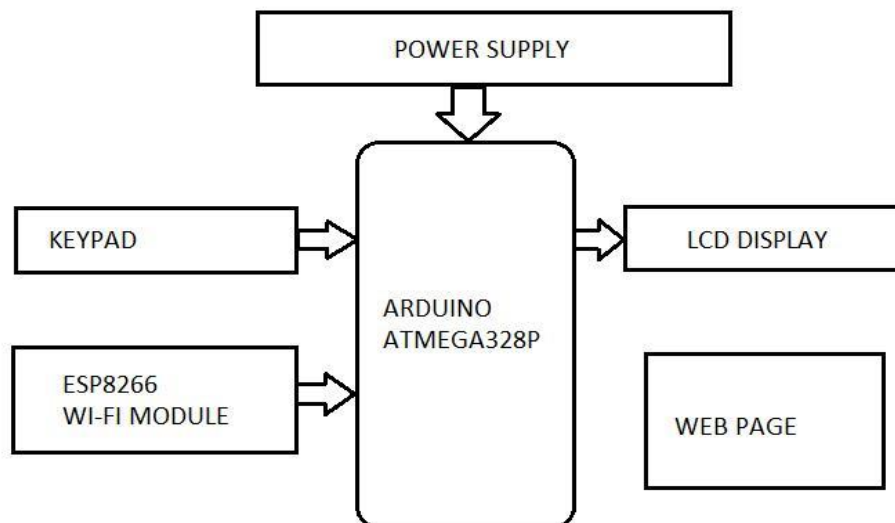 POWER SUPPLY
KEYPAD
LCD DISPLAY
ARDUINO
ATMEGA328P
ESP8266
WI-FI MODULE
WEB PAGE